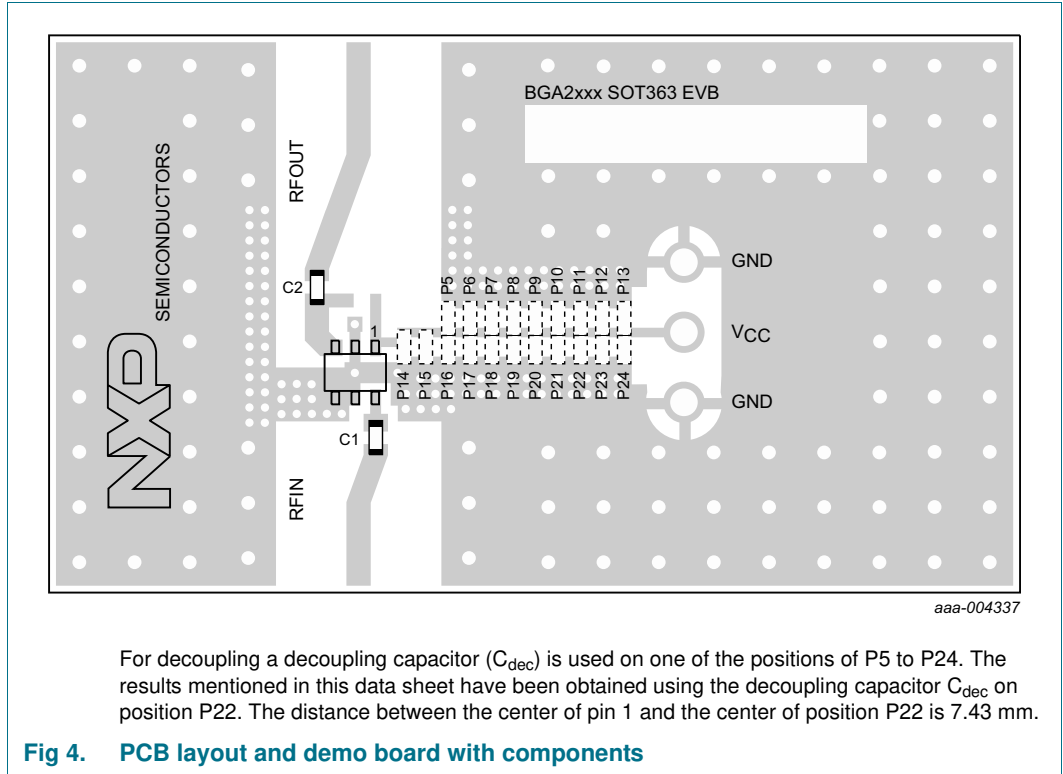 BGA2xxx SOT363 EVB
NXP
SEMICONDUCTORS
RFOUT
C2
1
P5 P6 P7 P8 P9 P10 P11 P12 P13
P14 P15 P16 P17 P18 P19 P20 P21 P22 P23 P24
GND
VCC
GND
C1
RFIN
aaa-004337
For decoupling a decoupling capacitor (Cdec) is used on one of the positions of P5 to P24. The
results mentioned in this data sheet have been obtained using the decoupling capacitor Cdec on
position P22. The distance between the center of pin 1 and the center of position P22 is 7.43 mm.
Fig 4. PCB layout and demo board with components